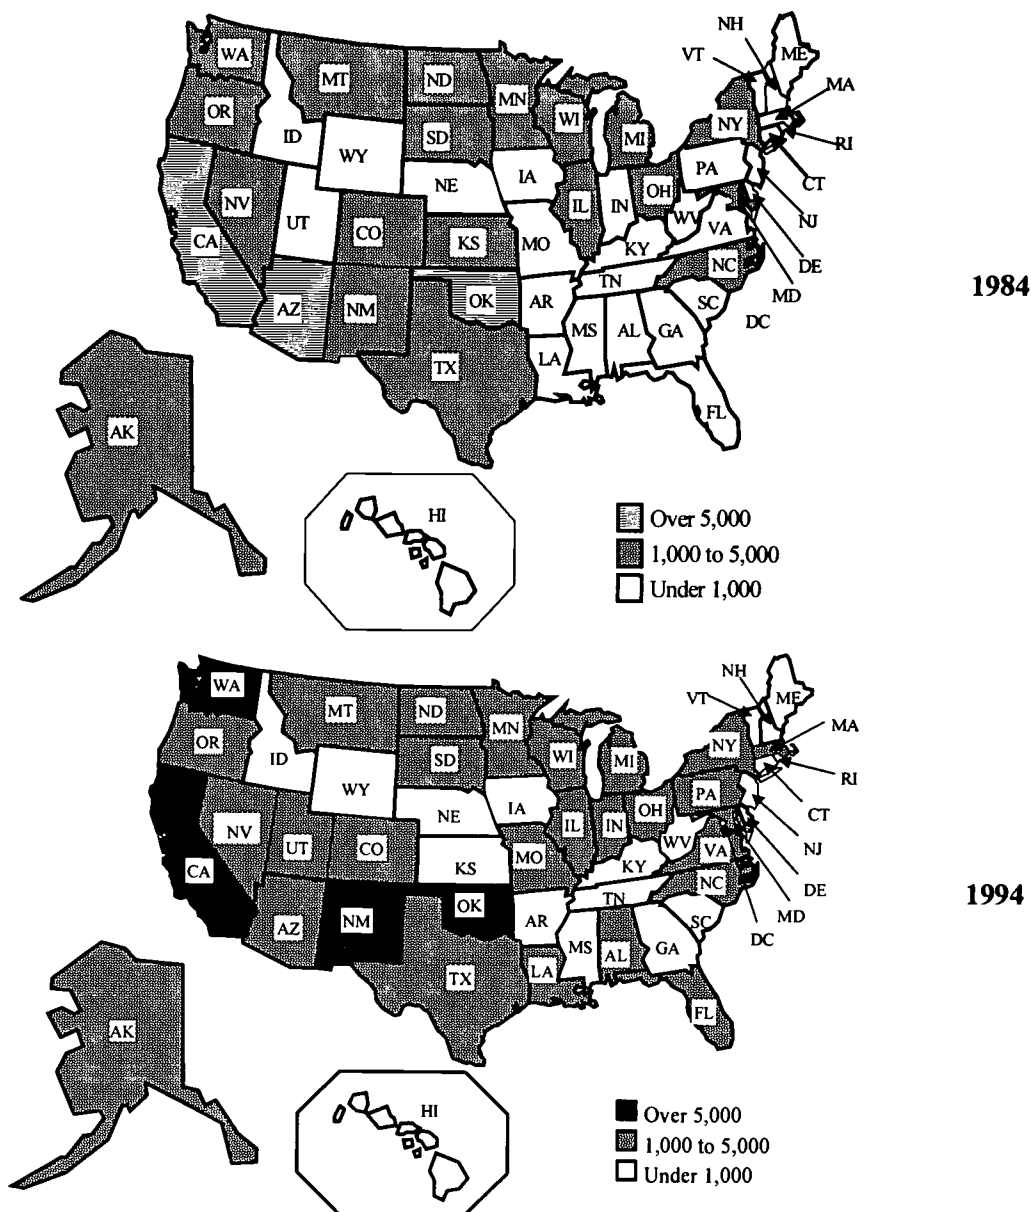 NH
WA
ME
VT
MT
ND
MN
MA
OR
WI
NY
ID
SD
MI
RI
WY
PA
IA
NE
OH
CT
NV
IL
IN
UT
WV
NJ
CO
MO
VA
CA
KS
KY
NC
DE
TN
1984
MD
AZ
NM
OK
AR
SC
DC
MS
AL
GA
LA
TX
FL
AK
HI
Over 5,000
1,000 to 5,000
Under 1,000
NH
WA
ME
VT
MT
ND
MN
MA
OR
NY
WI
ID
SD
MI
RI
WY
PA
IA
OH
NE
CT
NV
IL
IN
UT
CO
WV
VA
NJ
MO
KS
KY
CA
NC
DE
TN
1994
OK
MD
NM
AR
SC
AZ
DC
MS
AL
GA
LA
TX
FL
AK
HI
Over 5,000
1,000 to 5,000
Under 1,000